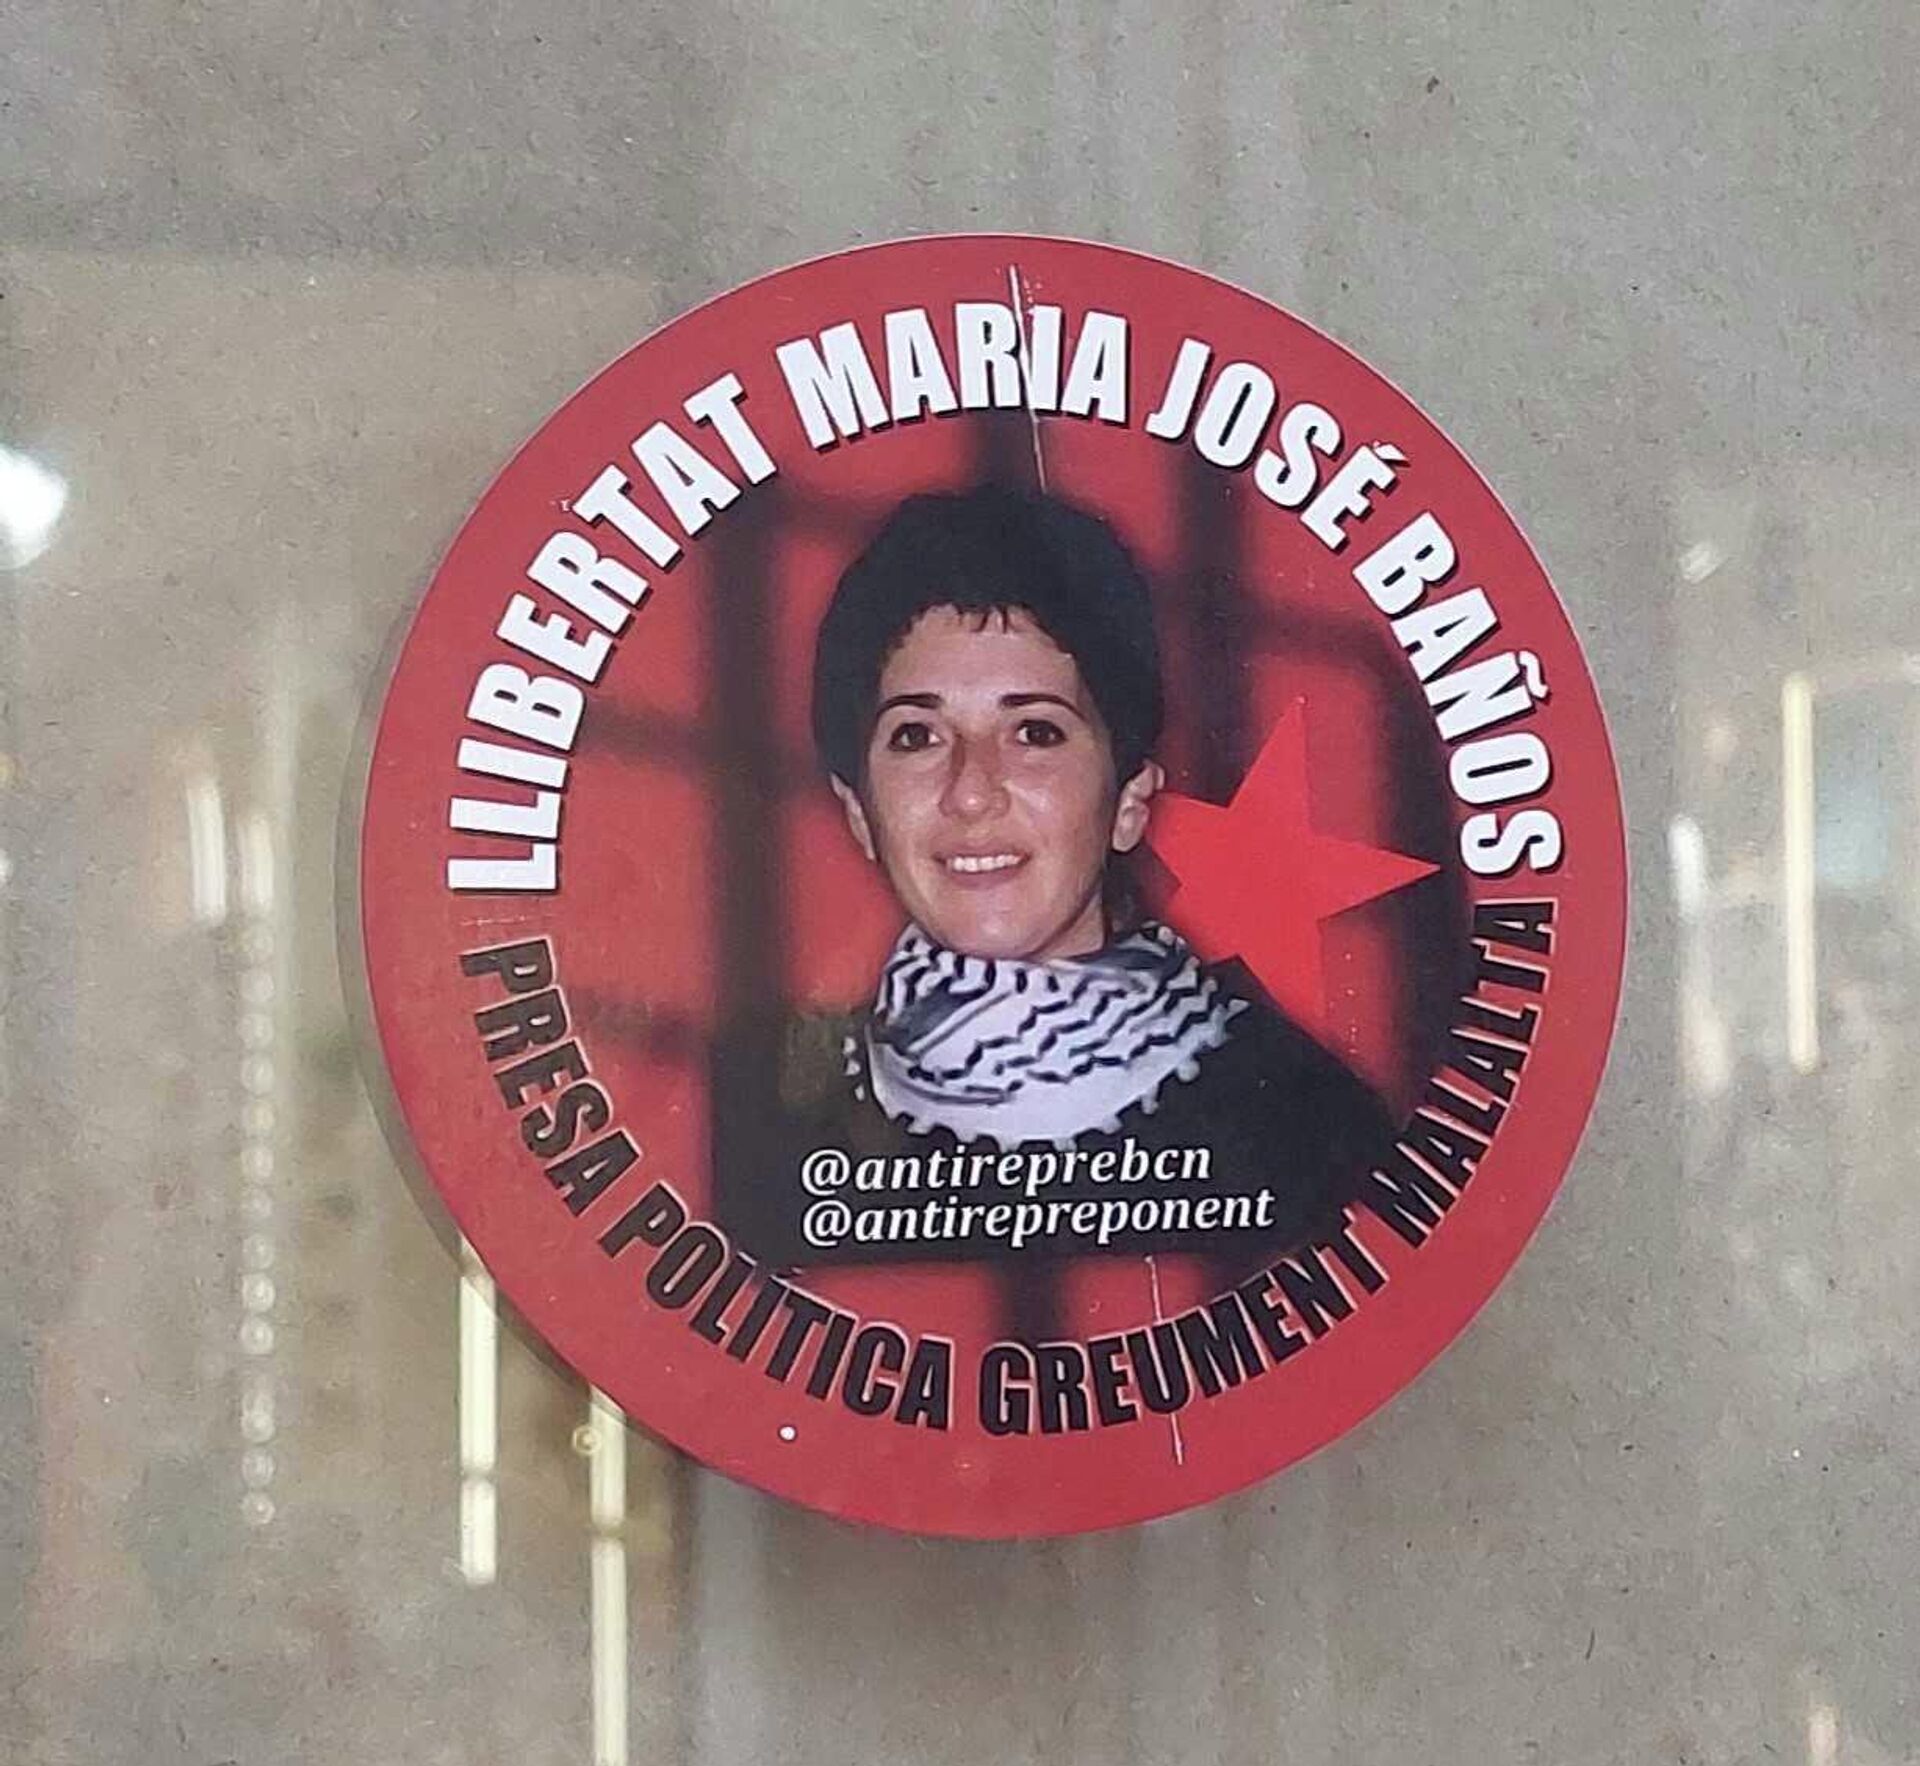 LLIBERTAT MARIA JOSÉ BAÑOS
@antireprebcn
@antirepreponent
PRESA POLÍTICA GREUMENT MALALTA